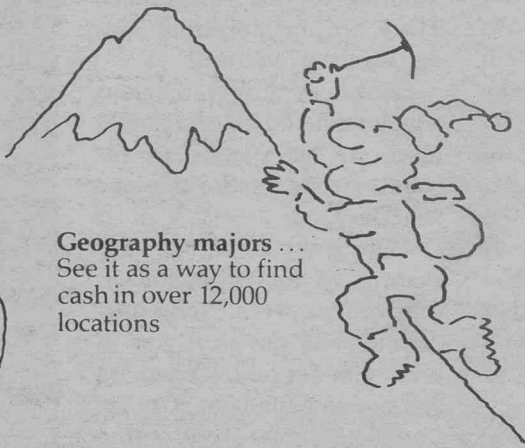 Geography majors ...
See it as a way to find
cash in over 12,000
locations